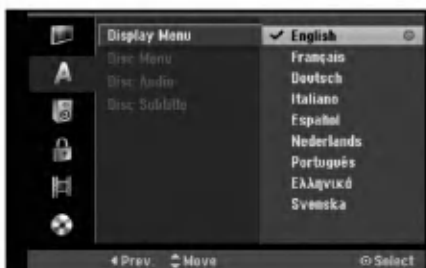 Display Menu
Disc Menu
Disc Audio
Disc Subtitle
English
Français
Deutsch
Italiano
Español
Nederlands
Português
Ελληνικά
Svenska
Prev. Move Select